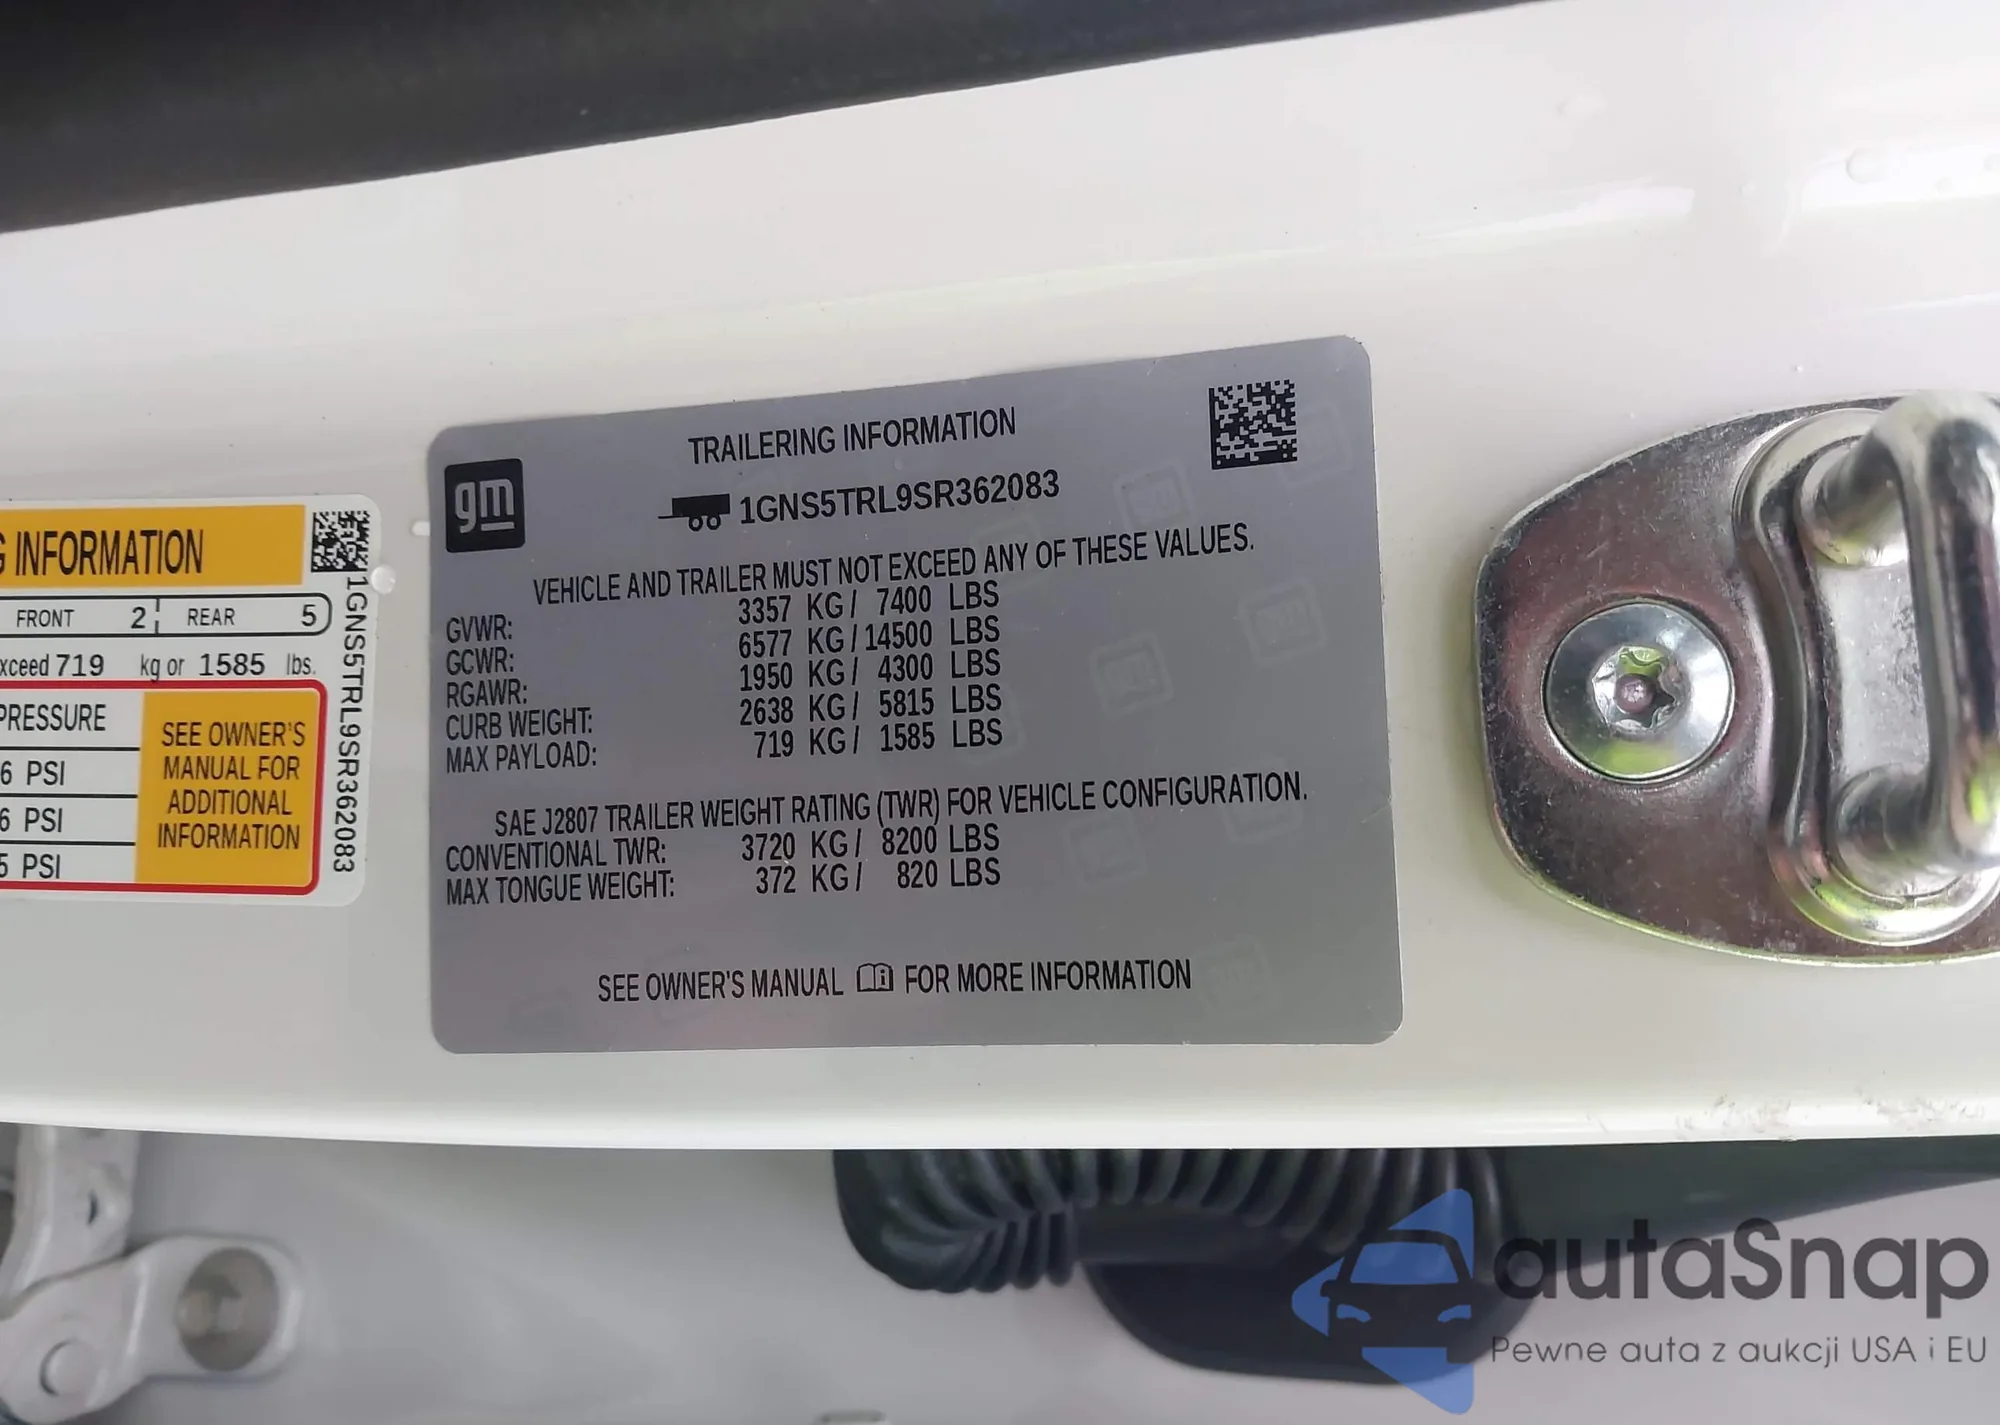 G INFORMATION
FRONT 2 REAR 5
xceed 719 kg or 1585 lbs.
PRESSURE
6 PSI
6 PSI
5 PSI
SEE OWNER'S
MANUAL FOR
ADDITIONAL
INFORMATION
1GNS5TRL9SR362083
gm
TRAILERING INFORMATION
1GNS5TRL9SR362083
VEHICLE AND TRAILER MUST NOT EXCEED ANY OF THESE VALUES.
GVWR: 3357 KG/ 7400 LBS
GCWR: 6577 KG/14500 LBS
RGAWR: 1950 KG/ 4300 LBS
CURB WEIGHT: 2638 KG/ 5815 LBS
MAX PAYLOAD: 719 KG/ 1585 LBS
SAE J2807 TRAILER WEIGHT RATING (TWR) FOR VEHICLE CONFIGURATION.
CONVENTIONAL TWR: 3720 KG/ 8200 LBS
MAX TONGUE WEIGHT: 372 KG/ 820 LBS
SEE OWNER'S MANUAL FOR MORE INFORMATION
autaSnap
Pewne auta z aukcji USA i EU